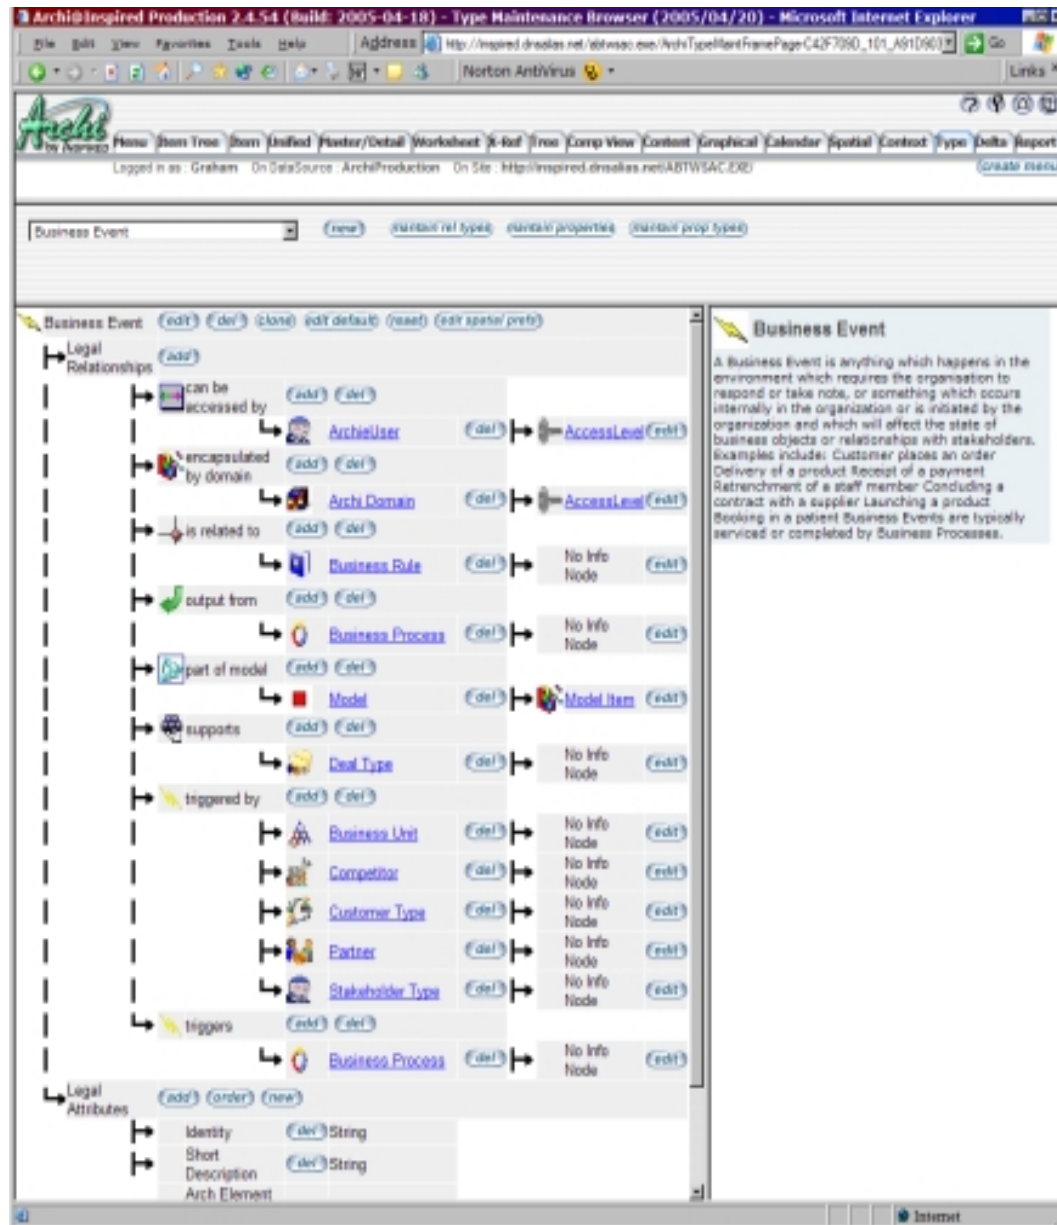 Archi@Inspired Production 2.4.54 (Build: 2005-04-18) - Type Maintenance Browser (2005/04/20) - Microsoft Internet Explorer
File Edit View Favorites Tools Help Address Go
Norton AntiVirus Links
Archi
by Inspired
Menu Item Tree Item Unified Master/Detail Worksheet X-Ref Tree Comp View Content Graphical Calendar Spatial Context Type Delta Report
Logged in as : Graham On DataSource : ArchiProduction On Site : http://inspired.dnsalias.net/ABTWSAC.EXE/ (create menu
Business Event (new) (maintain rel types) (maintain properties) (maintain prop types)
Business Event (edit) (del) (clone) (edit default) (reset) (edit spatial prefs)
Legal Relationships (add)
can be accessed by (add) (del)
ArchieUser (del) AccessLevel (edit)
encapsulated by domain (add) (del)
Archi Domain (del) AccessLevel (edit)
is related to (add) (del)
Business Rule (del) No Info Node (edit)
output from (add) (del)
Business Process (del) No Info Node (edit)
part of model (add) (del)
Model (del) Model Item (edit)
supports (add) (del)
Deal Type (del) No Info Node (edit)
triggered by (add) (del)
Business Unit (del) No Info Node (edit)
Competitor (del) No Info Node (edit)
Customer Type (del) No Info Node (edit)
Partner (del) No Info Node (edit)
Stakeholder Type (del) No Info Node (edit)
triggers (add) (del)
Business Process (del) No Info Node (edit)
Legal Attributes (add) (order) (new)
Identity (del) String
Short Description (del) String
Arch Element
Business Event
A Business Event is anything which happens in the
environment which requires the organisation to
respond or take note, or something which occurs
internally in the organization or is initiated by the
organization and which will affect the state of
business objects or relationships with stakeholders.
Examples include: Customer places an order
Delivery of a product Receipt of a payment
Retrenchment of a staff member Concluding a
contract with a supplier Launching a product
Booking in a patient Business Events are typically
serviced or completed by Business Processes.
Internet